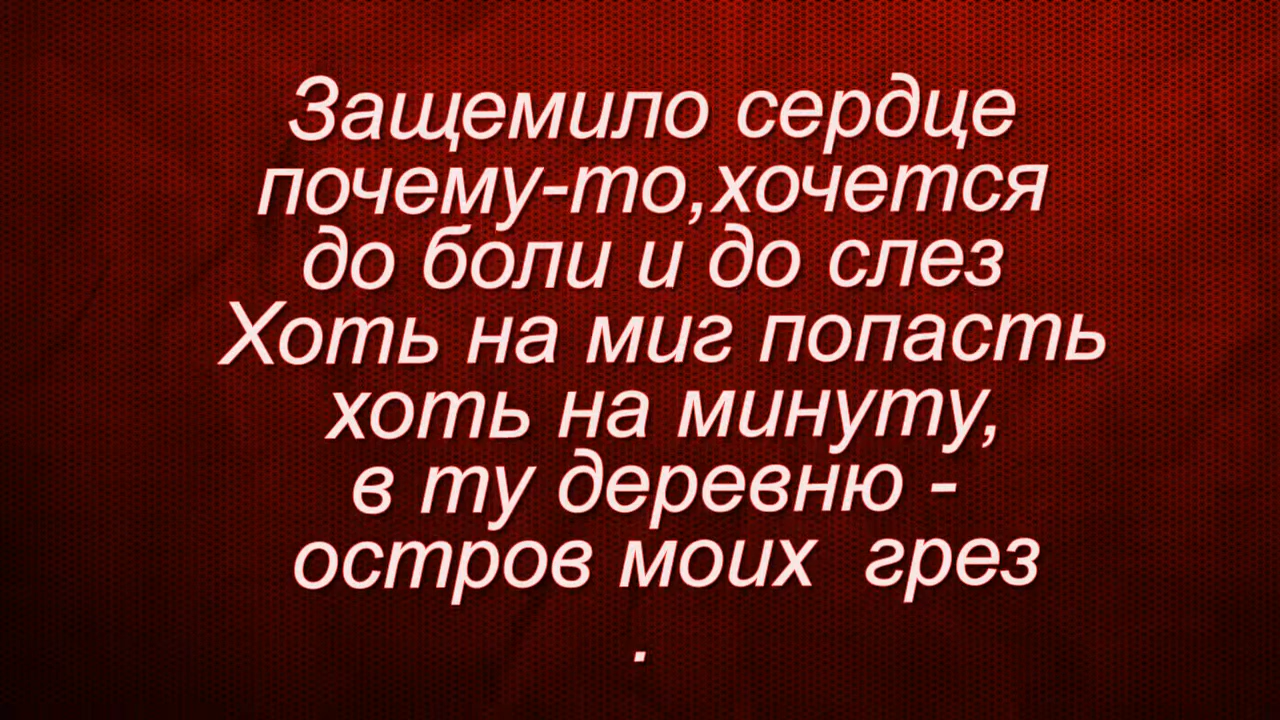 Защемило сердце
почему-то,хочется
до боли и до слез
Хоть на миг попасть
хоть на минуту,
в ту деревню -
остров моих  грез
.